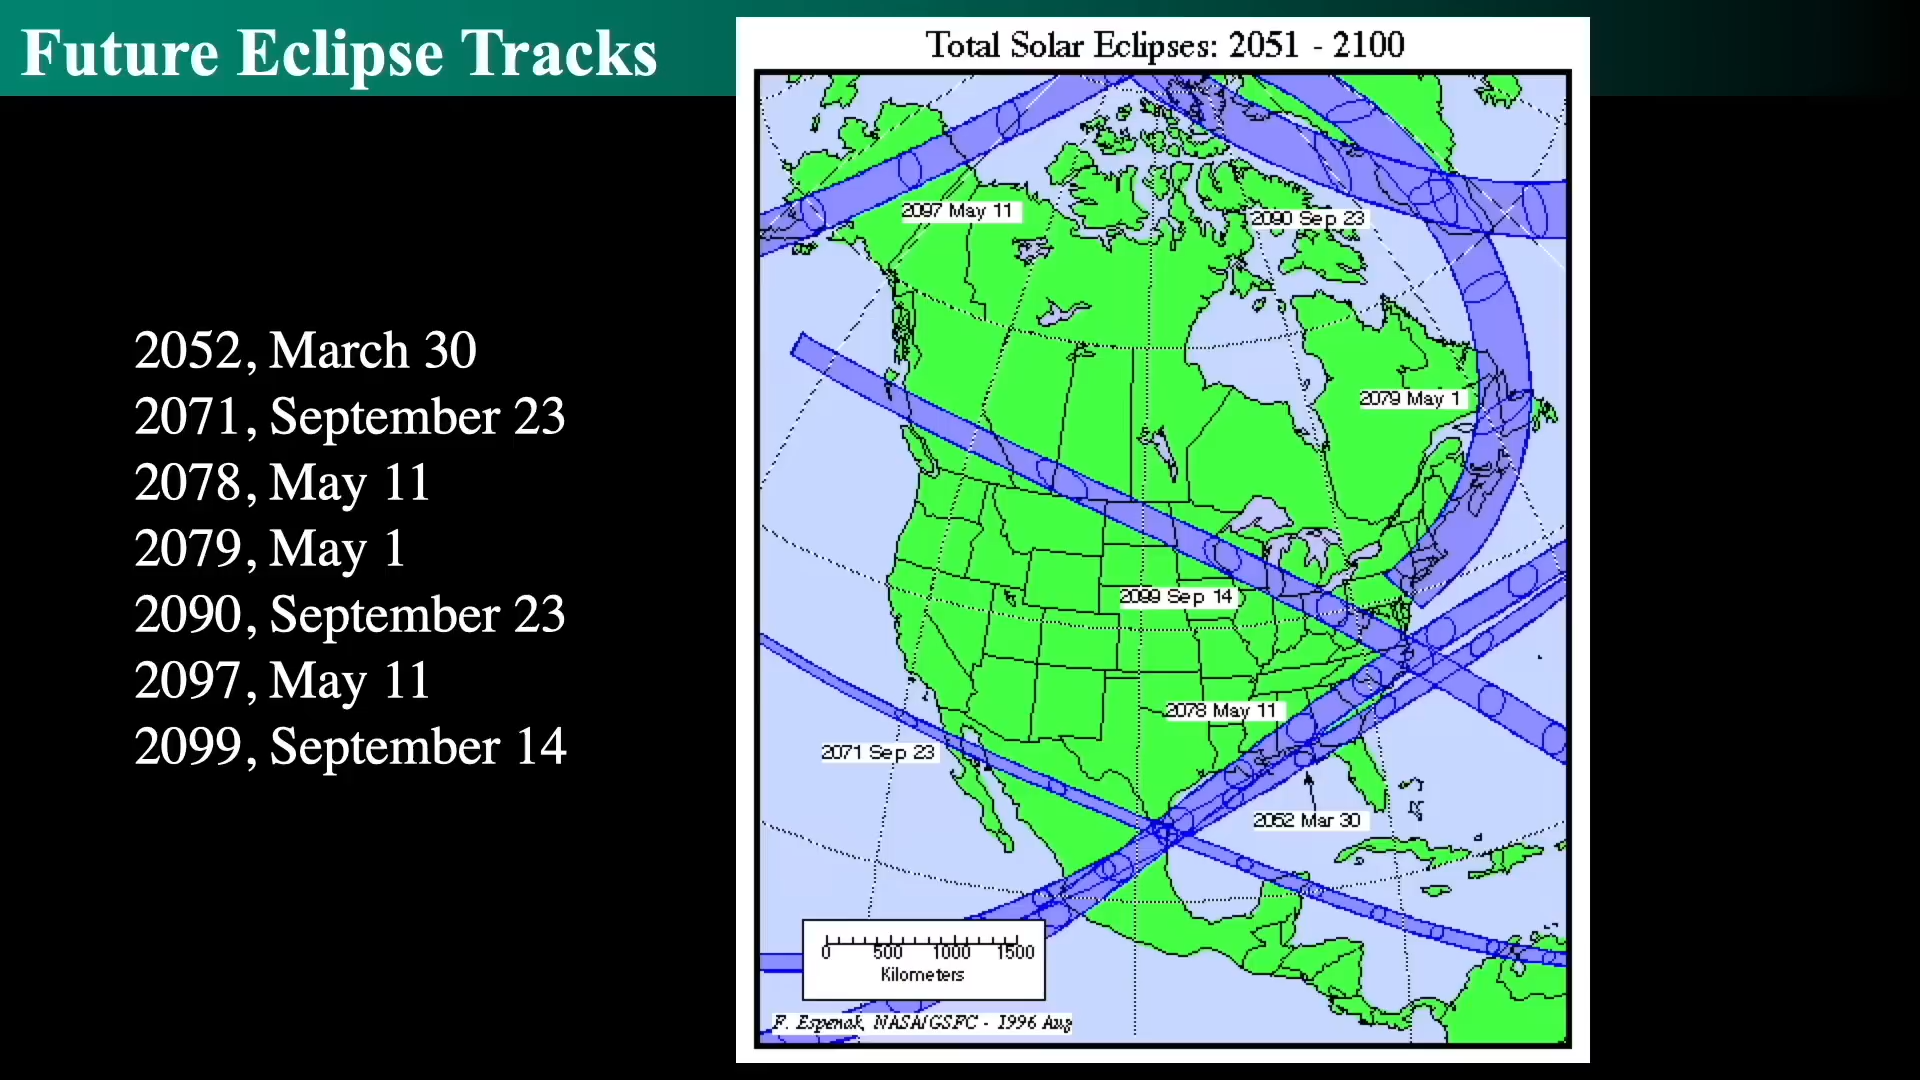 Future Eclipse Tracks
2052, March 30
2071, September 23
2078, May 11
2079, May 1
2090, September 23
2097, May 11
2099, September 14
Total Solar Eclipses: 2051 - 2100
2097 May 11
2090 Sep 23
2079 May 1
2099 Sep 14
2078 May 11
2071 Sep 23
2052 Mar 30
0 500 1000 1500
Kilometers
F. Espenak, NASA/GSFC - 1996 Aug